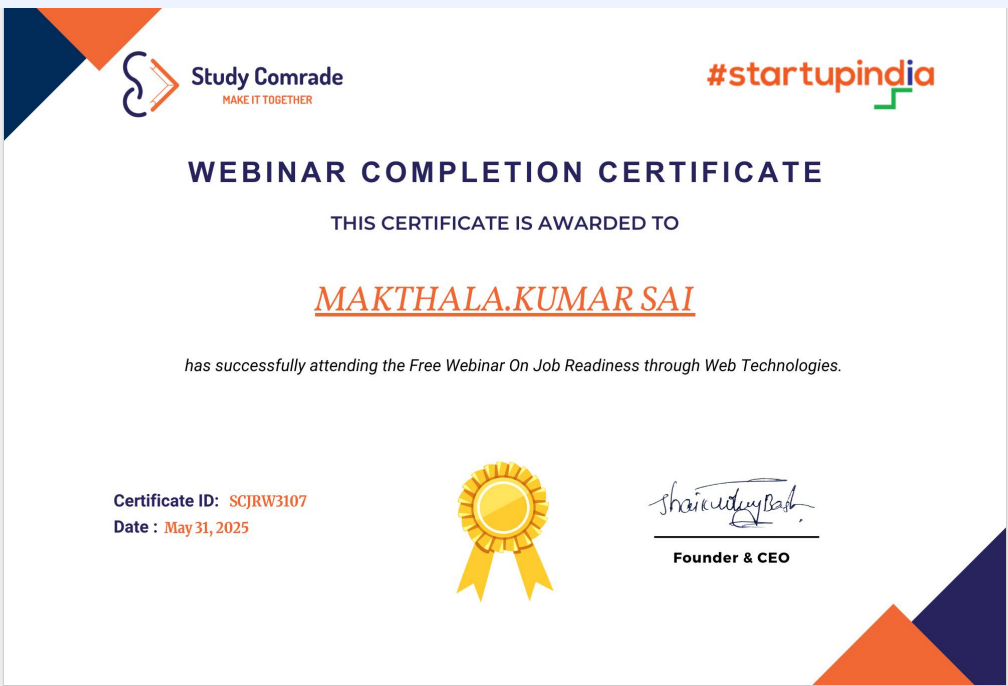 Study Comrade
MAKE IT TOGETHER
#startupindia
WEBINAR COMPLETION CERTIFICATE
THIS CERTIFICATE IS AWARDED TO
MAKTHALA.KUMAR SAI
has successfully attending the Free Webinar On Job Readiness through Web Technologies.
Certificate ID: SCJRW3107
Date : May 31, 2025
Founder & CEO